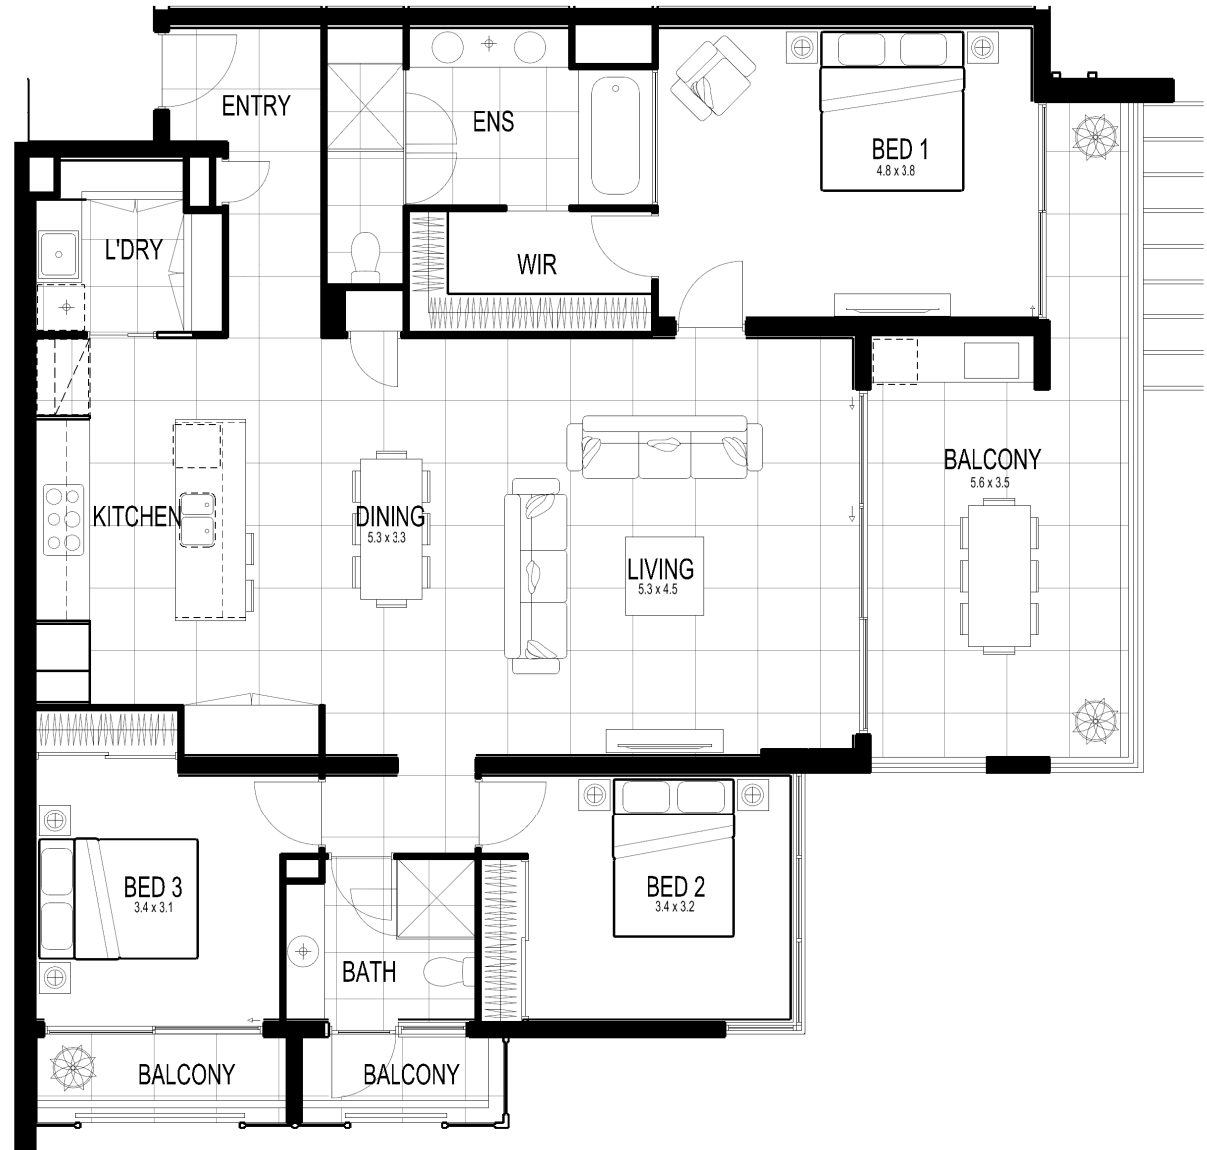 ENTRY
ENS
BED 1
4.8 x 3.8
L'DRY
WIR
BALCONY
5.6 x 3.5
KITCHEN
DINING
5.3 x 3.3
LIVING
5.3 x 4.5
BED 3
3.4 x 3.1
BED 2
3.4 x 3.2
BATH
BALCONY
BALCONY